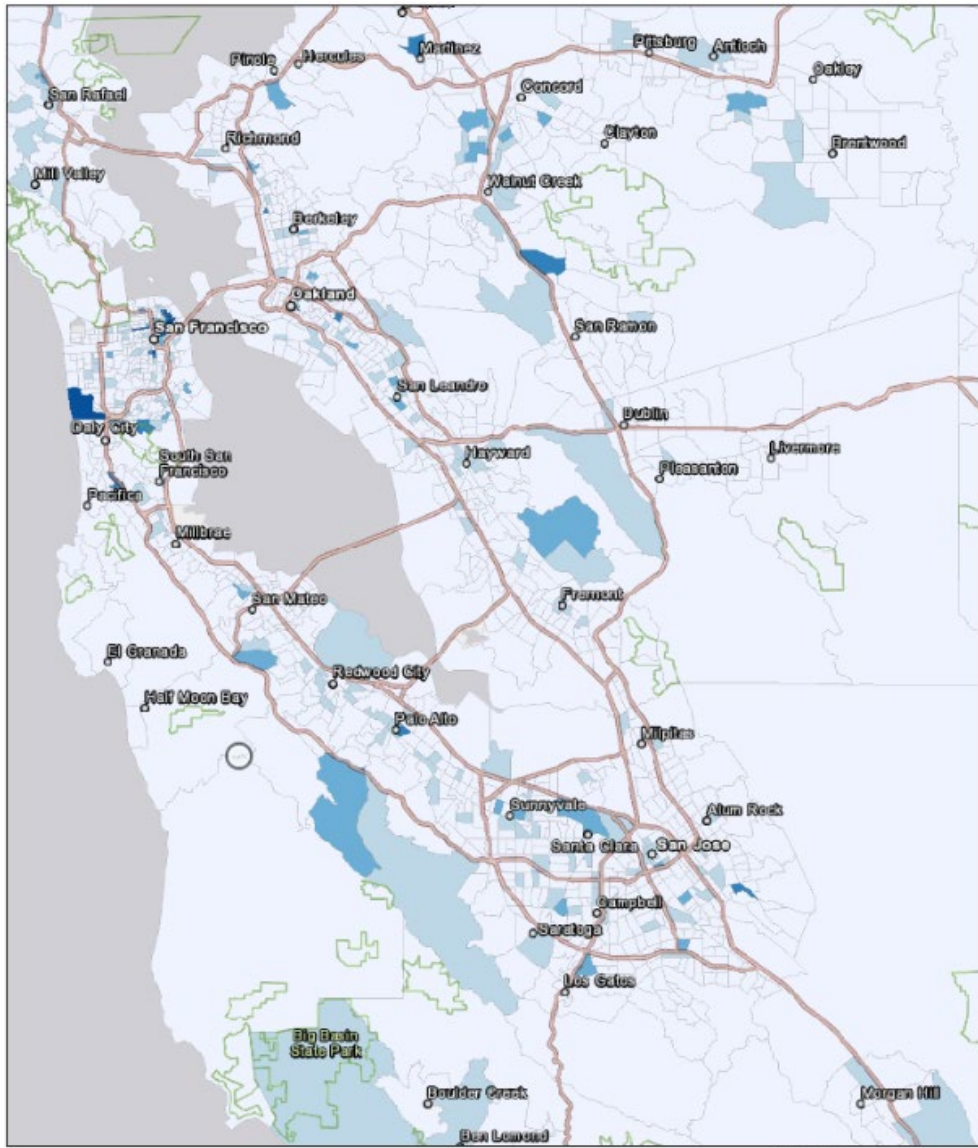 Martinez
Pittsburg
Antioch
Pinole
Hercules
Oakley
San Rafael
Concord
Richmond
Clayton
Brentwood
Mill Valley
Walnut Creek
Berkeley
Oakland
San Francisco
San Ramon
San Leandro
Daly City
Dublin
South San
Francisco
Hayward
Livermore
Pleasanton
Pacifica
Millbrae
San Mateo
Fremont
El Granada
Redwood City
Half Moon Bay
Palo Alto
Milpitas
Sunnyvale
Alum Rock
Santa Clara
San Jose
Campbell
Saratoga
Los Gatos
Big Basin
State Park
Boulder Creek
Morgan Hill
Ben Lomond